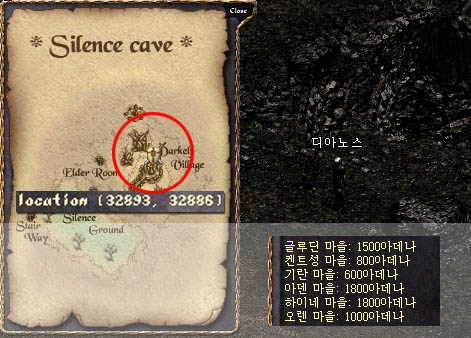 Close
* Silence cave *
Darkelf
Village
Elder Room
location [32893, 32886]
Stair
Way
Silence
Ground
디아노스
글루딘 마을: 1500아데나
켄트성 마을: 800아데나
기란 마을: 600아데나
아덴 마을: 1800아데나
하이네 마을: 1800아데나
오렌 마을: 1000아데나